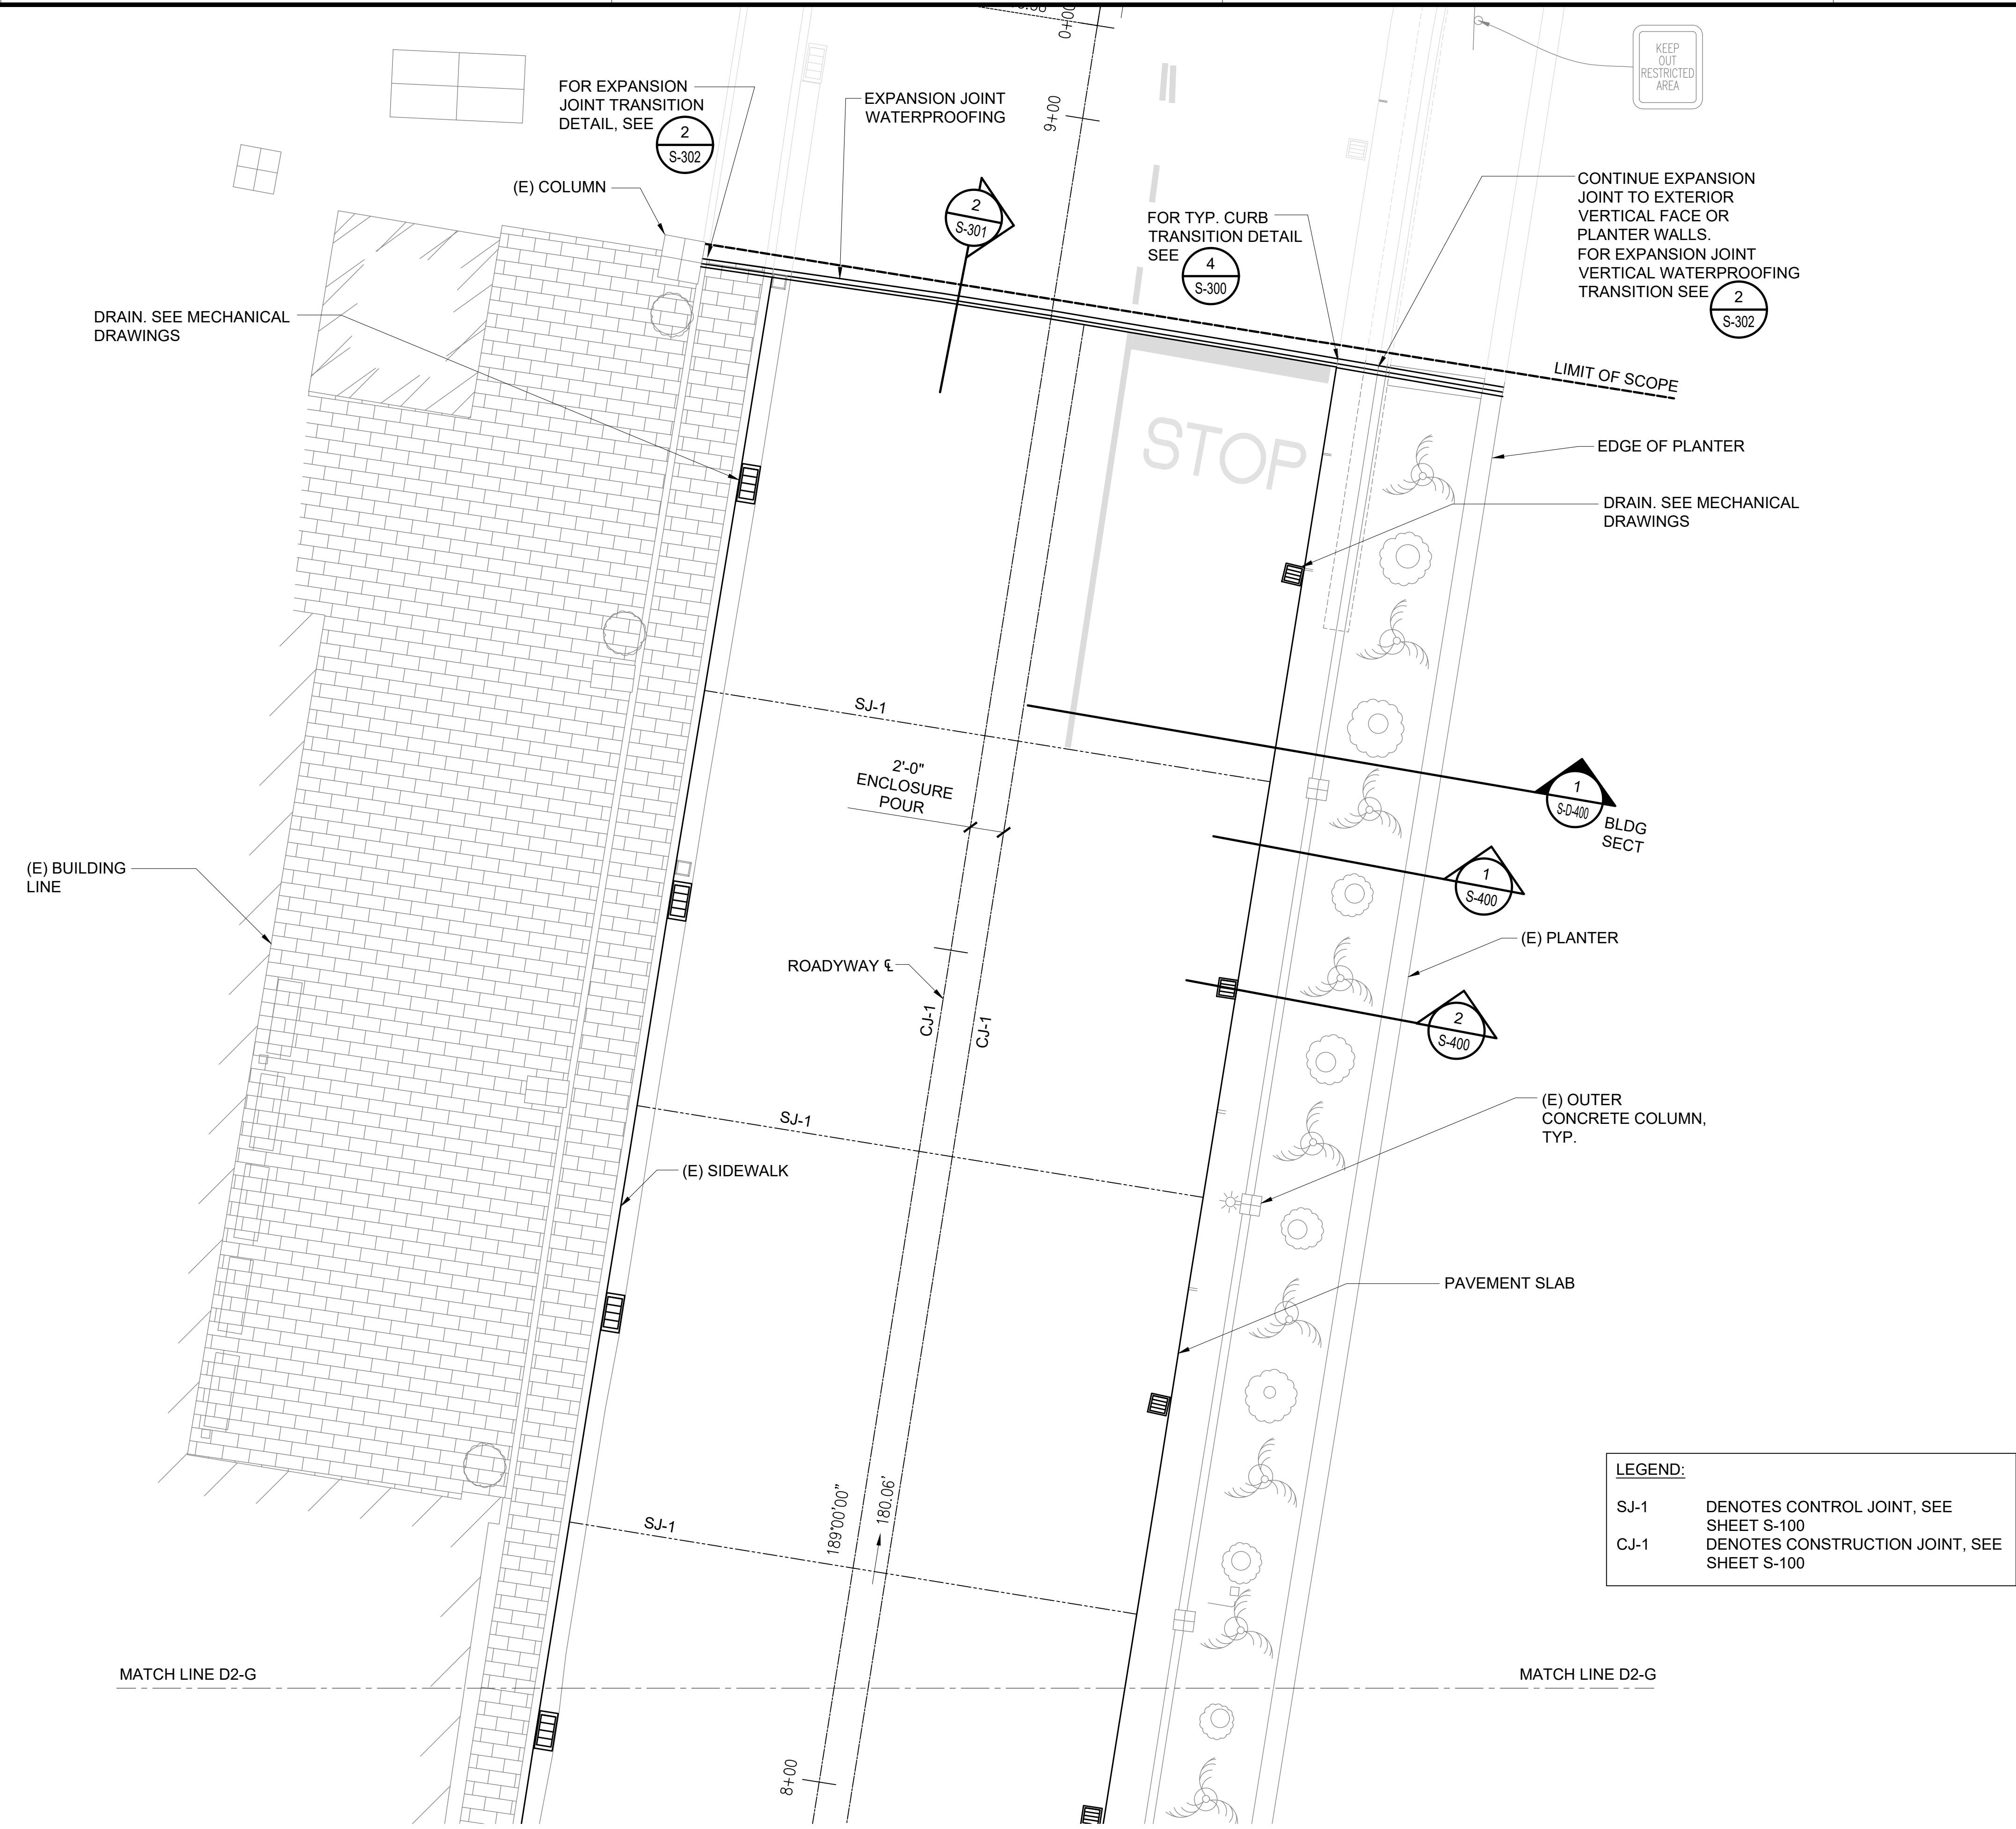 0+00
KEEP
OUT
RESTRICTED
AREA
FOR EXPANSION
JOINT TRANSITION
DETAIL, SEE
2
S-302
EXPANSION JOINT
WATERPROOFING
9+00
(E) COLUMN
2
S-301
FOR TYP. CURB
TRANSITION DETAIL
SEE
4
S-300
CONTINUE EXPANSION
JOINT TO EXTERIOR
VERTICAL FACE OR
PLANTER WALLS.
FOR EXPANSION JOINT
VERTICAL WATERPROOFING
TRANSITION SEE
2
S-302
DRAIN. SEE MECHANICAL
DRAWINGS
LIMIT OF SCOPE
STOP
EDGE OF PLANTER
DRAIN. SEE MECHANICAL
DRAWINGS
SJ-1
2'-0"
ENCLOSURE
POUR
1
S-D-400
BLDG
SECT
(E) BUILDING
LINE
1
S-400
(E) PLANTER
ROADYWAY ℄
CJ-1
CJ-1
2
S-400
SJ-1
(E) OUTER
CONCRETE COLUMN,
TYP.
(E) SIDEWALK
PAVEMENT SLAB
189°00'00"
180.06'
SJ-1
LEGEND:
SJ-1 DENOTES CONTROL JOINT, SEE
SHEET S-100
CJ-1 DENOTES CONSTRUCTION JOINT, SEE
SHEET S-100
MATCH LINE D2-G
MATCH LINE D2-G
8+00